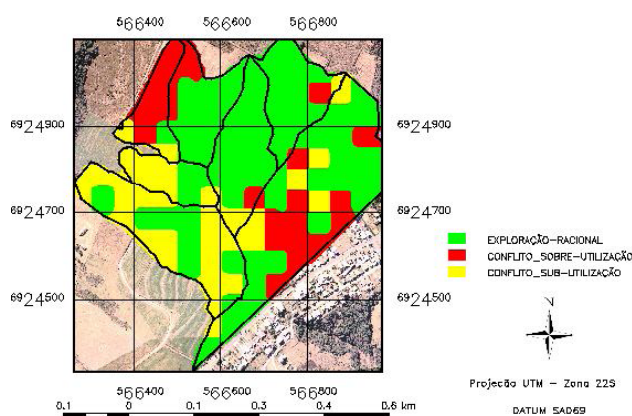 566400 566600 566800
6924900 6924900
6924700 6924700
EXPLORAÇÃO-RACIONAL
CONFLITO_SOBRE-UTILIZAÇÃO
CONFLITO_SUB-UTILIZAÇÃO
6924500 6924500
N
566400 566600 566800
Projecão UTM - Zona 22S
0.1 0 0.1 0.2 0.3 0.4 0.6 km
DATUM SAD69